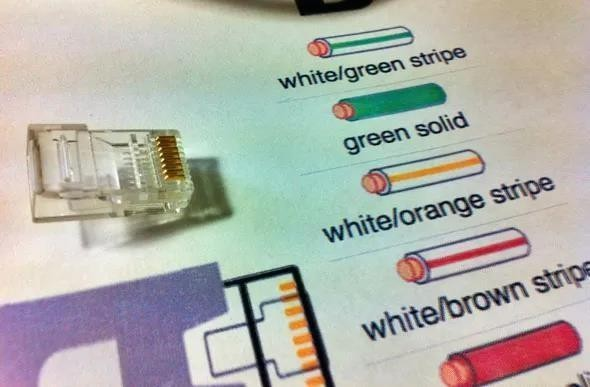 white/green stripe
green solid
white/orange stripe
white/brown stripe